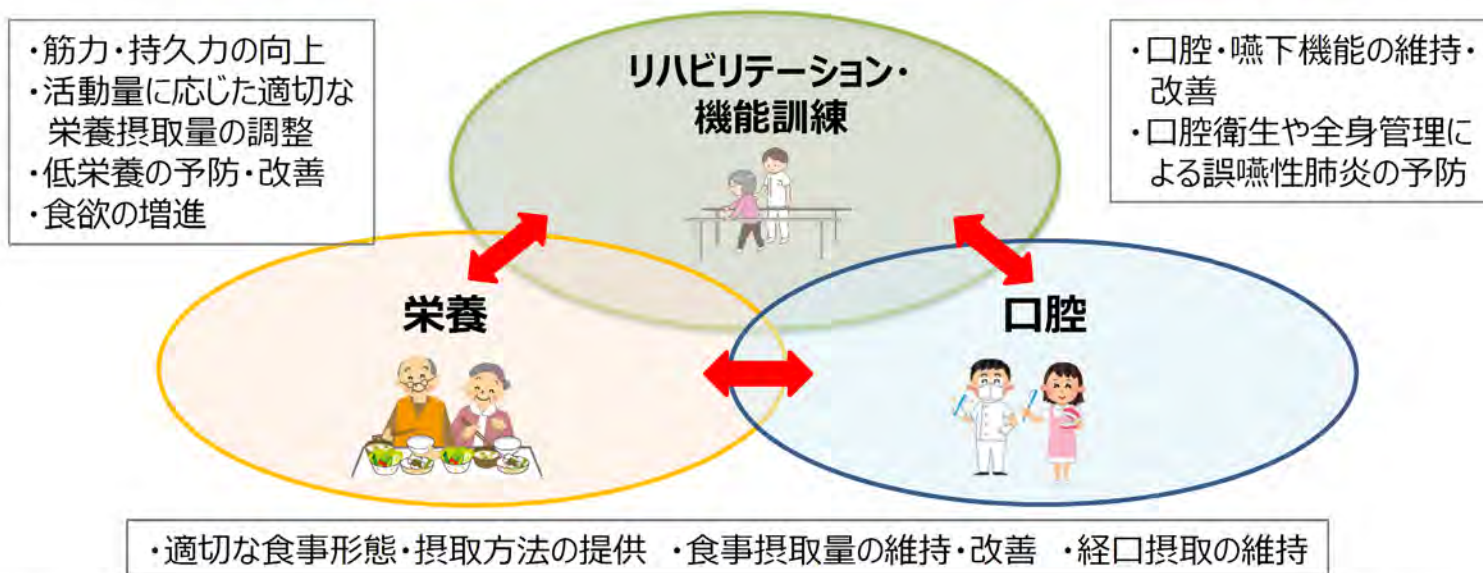 ・筋力・持久力の向上
・活動量に応じた適切な
栄養摂取量の調整
・低栄養の予防・改善
・食欲の増進
リハビリテーション・
機能訓練
・口腔・嚥下機能の維持・
改善
・口腔衛生や全身管理に
よる誤嚥性肺炎の予防
栄養
口腔
・適切な食事形態・摂取方法の提供 ・食事摂取量の維持・改善 ・経口摂取の維持